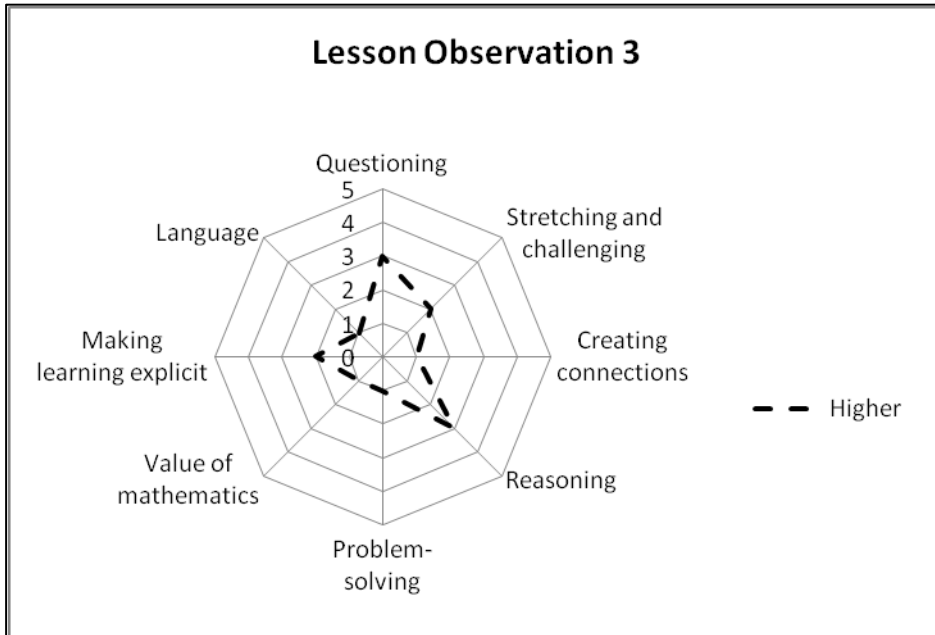 Lesson Observation 3
Questioning
5
4
3
2
1
0
Stretching and
challenging
Creating
connections
Reasoning
Problem-
solving
Value of
mathematics
Making
learning explicit
Language
Higher